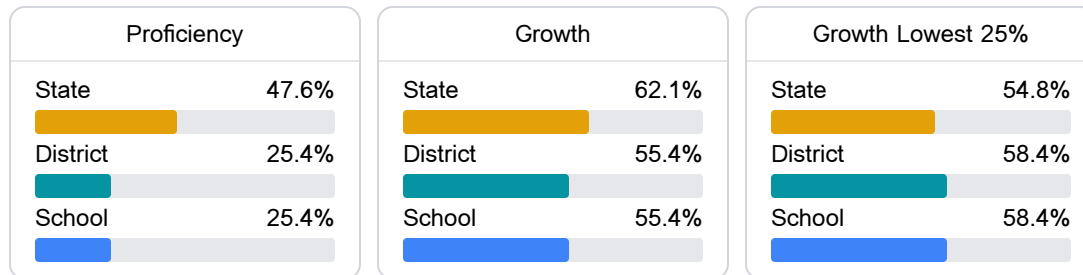 Proficiency
State 47.6%
District 25.4%
School 25.4%
Growth
State 62.1%
District 55.4%
School 55.4%
Growth Lowest 25%
State 54.8%
District 58.4%
School 58.4%